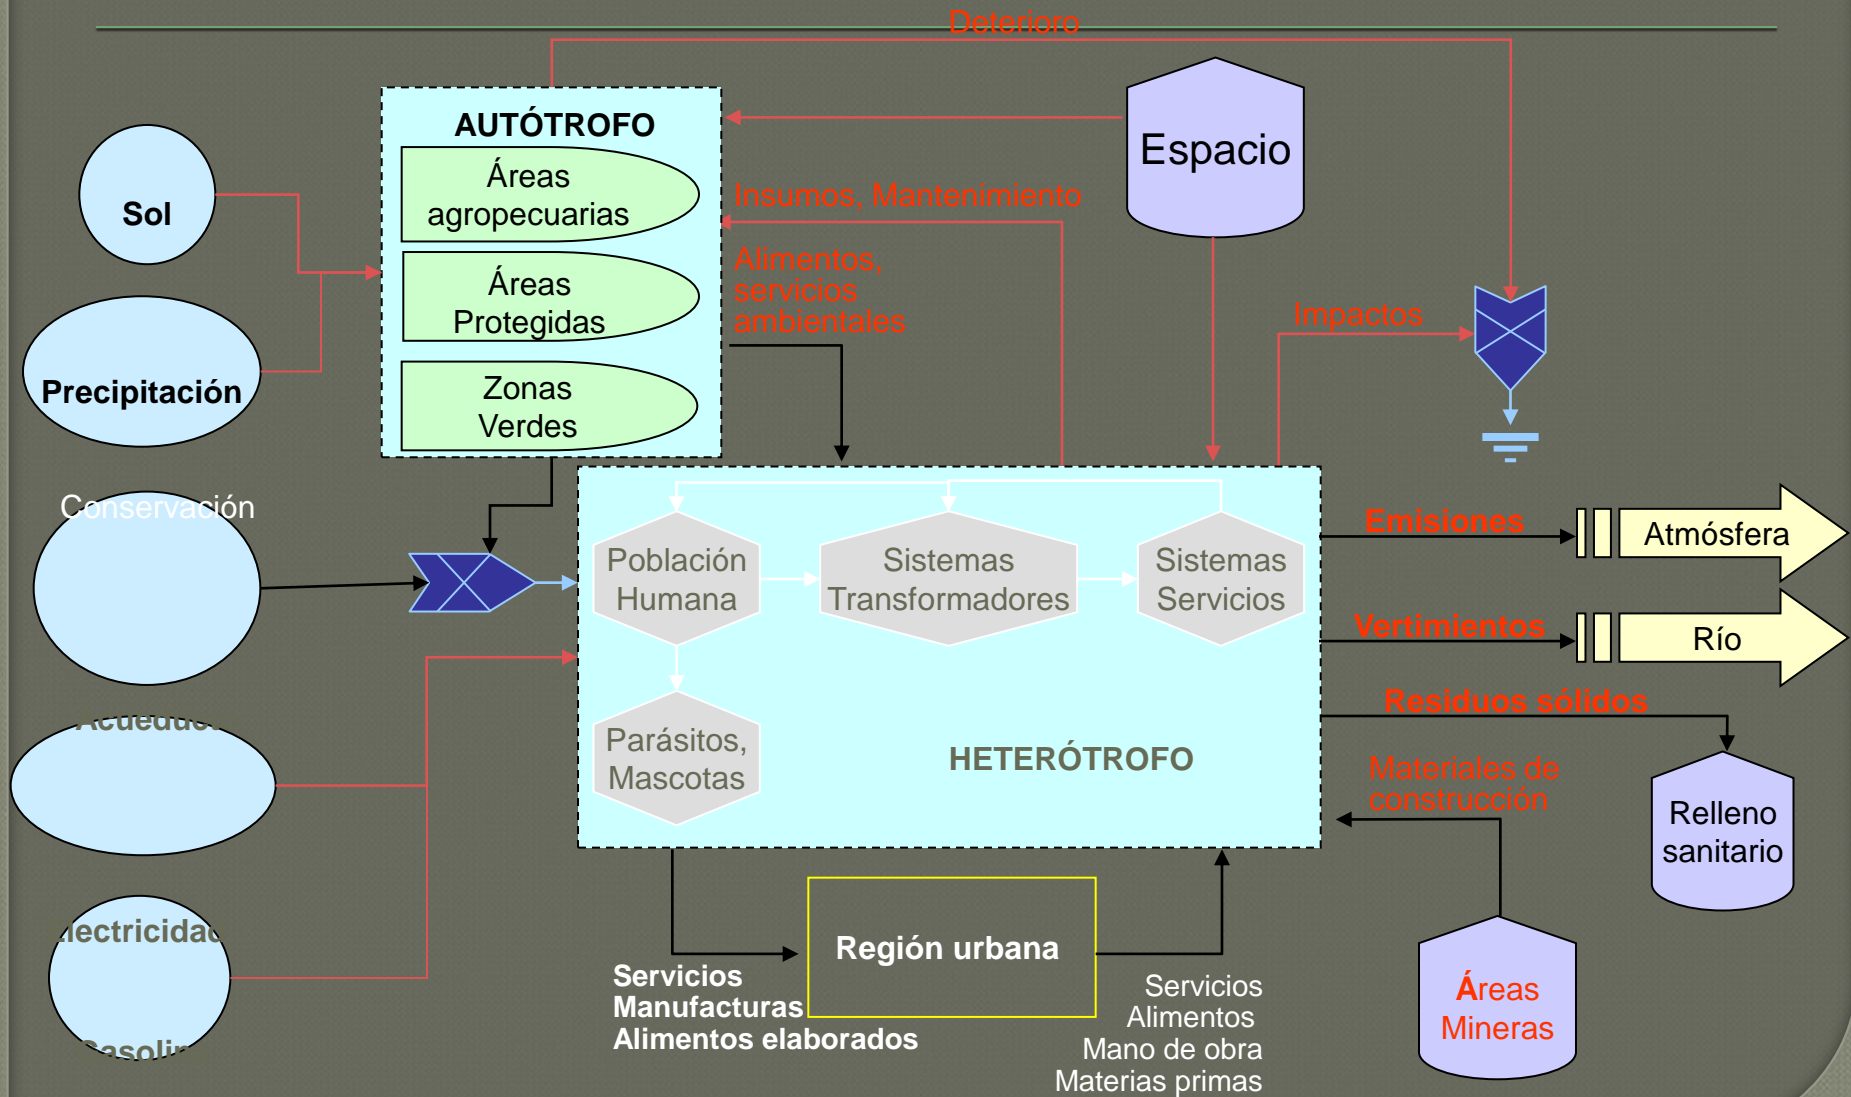 Deterioro
AUTÓTROFO
Áreas
agropecuarias
Áreas
Protegidas
Zonas
Verdes
Sol
Precipitación
Conservación
Espacio
Insumos, Mantenimiento
Alimentos,
servicios
ambientales
Impactos
Población
Humana
Sistemas
Transformadores
Sistemas
Servicios
Parásitos,
Mascotas
HETERÓTROFO
Emisiones
Atmósfera
Vertimientos
Río
Residuos sólidos
Relleno
sanitario
Materiales de
construcción
Áreas
Mineras
Región urbana
Servicios
Manufacturas
Alimentos elaborados
Servicios
Alimentos
Mano de obra
Materias primas